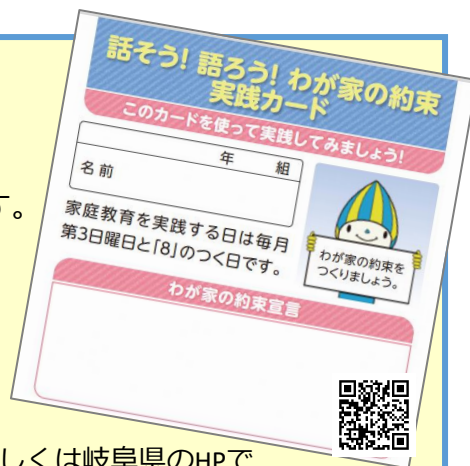 話そう! 語ろう! わが家の約束
実践カード
このカードを使って実践してみましょう!
年 組
名前
す。
家庭教育を実践する日は毎月
第3日曜日と「8」のつく日です。
わが家の約束を
つくりましょう。
わが家の約束宣言
しくは岐阜県のHPで